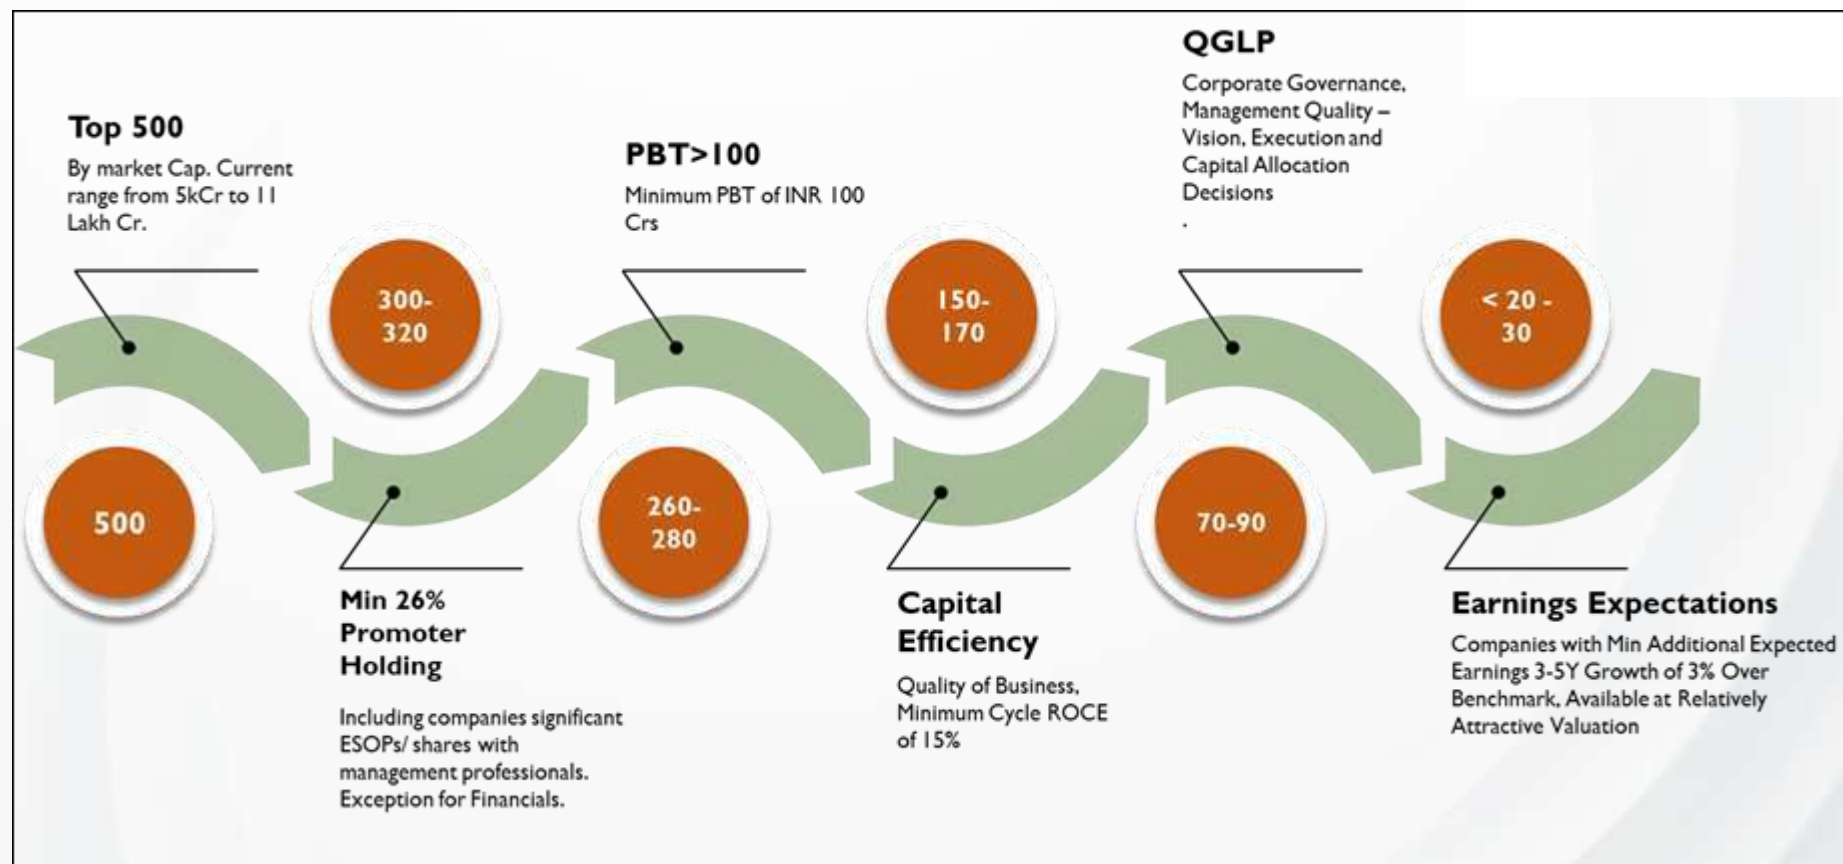 Top 500
By market Cap. Current
range from 5kCr to 11
Lakh Cr.
500
300-
320
Min 26%
Promoter
Holding
Including companies significant
ESOPs/ shares with
management professionals.
Exception for Financials.
PBT>100
Minimum PBT of INR 100
Crs
260-
280
150-
170
Capital
Efficiency
Quality of Business,
Minimum Cycle ROCE
of 15%
QGLP
Corporate Governance,
Management Quality –
Vision, Execution and
Capital Allocation
Decisions
.
70-90
< 20 -
30
Earnings Expectations
Companies with Min Additional Expected
Earnings 3-5Y Growth of 3% Over
Benchmark, Available at Relatively
Attractive Valuation